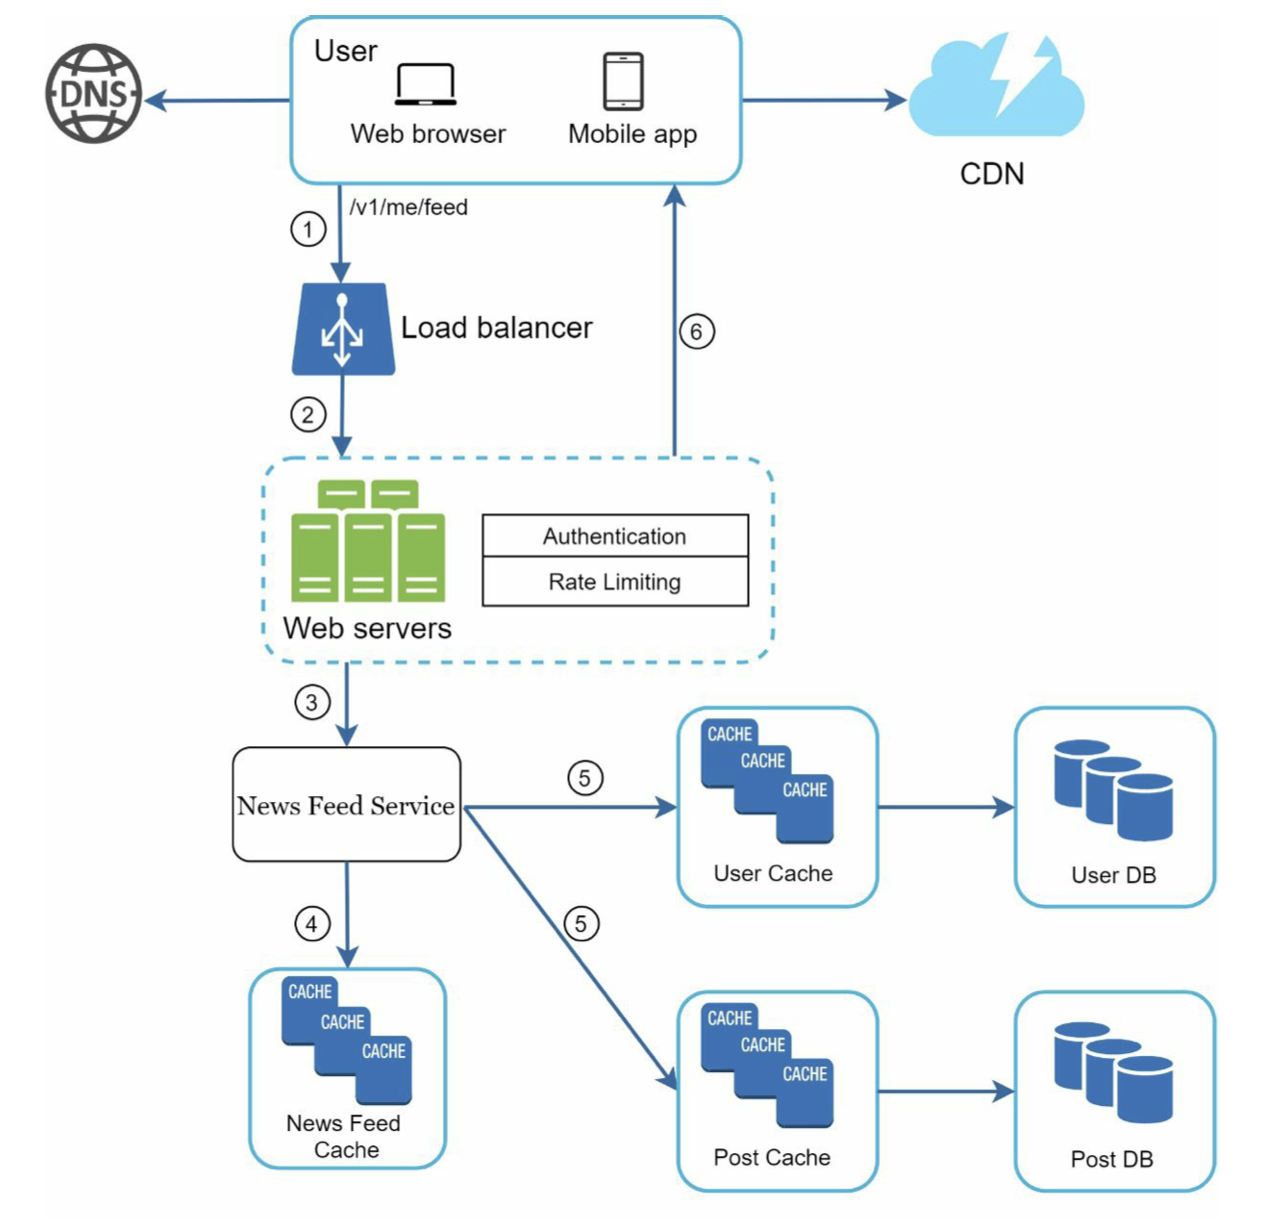 User
DNS
Web browser
Mobile app
CDN
/v1/me/feed
1
Load balancer
6
2
Authentication
Rate Limiting
Web servers
3
CACHE
CACHE
CACHE
User Cache
User DB
5
News Feed Service
4
5
CACHE
CACHE
CACHE
News Feed
Cache
CACHE
CACHE
CACHE
Post Cache
Post DB